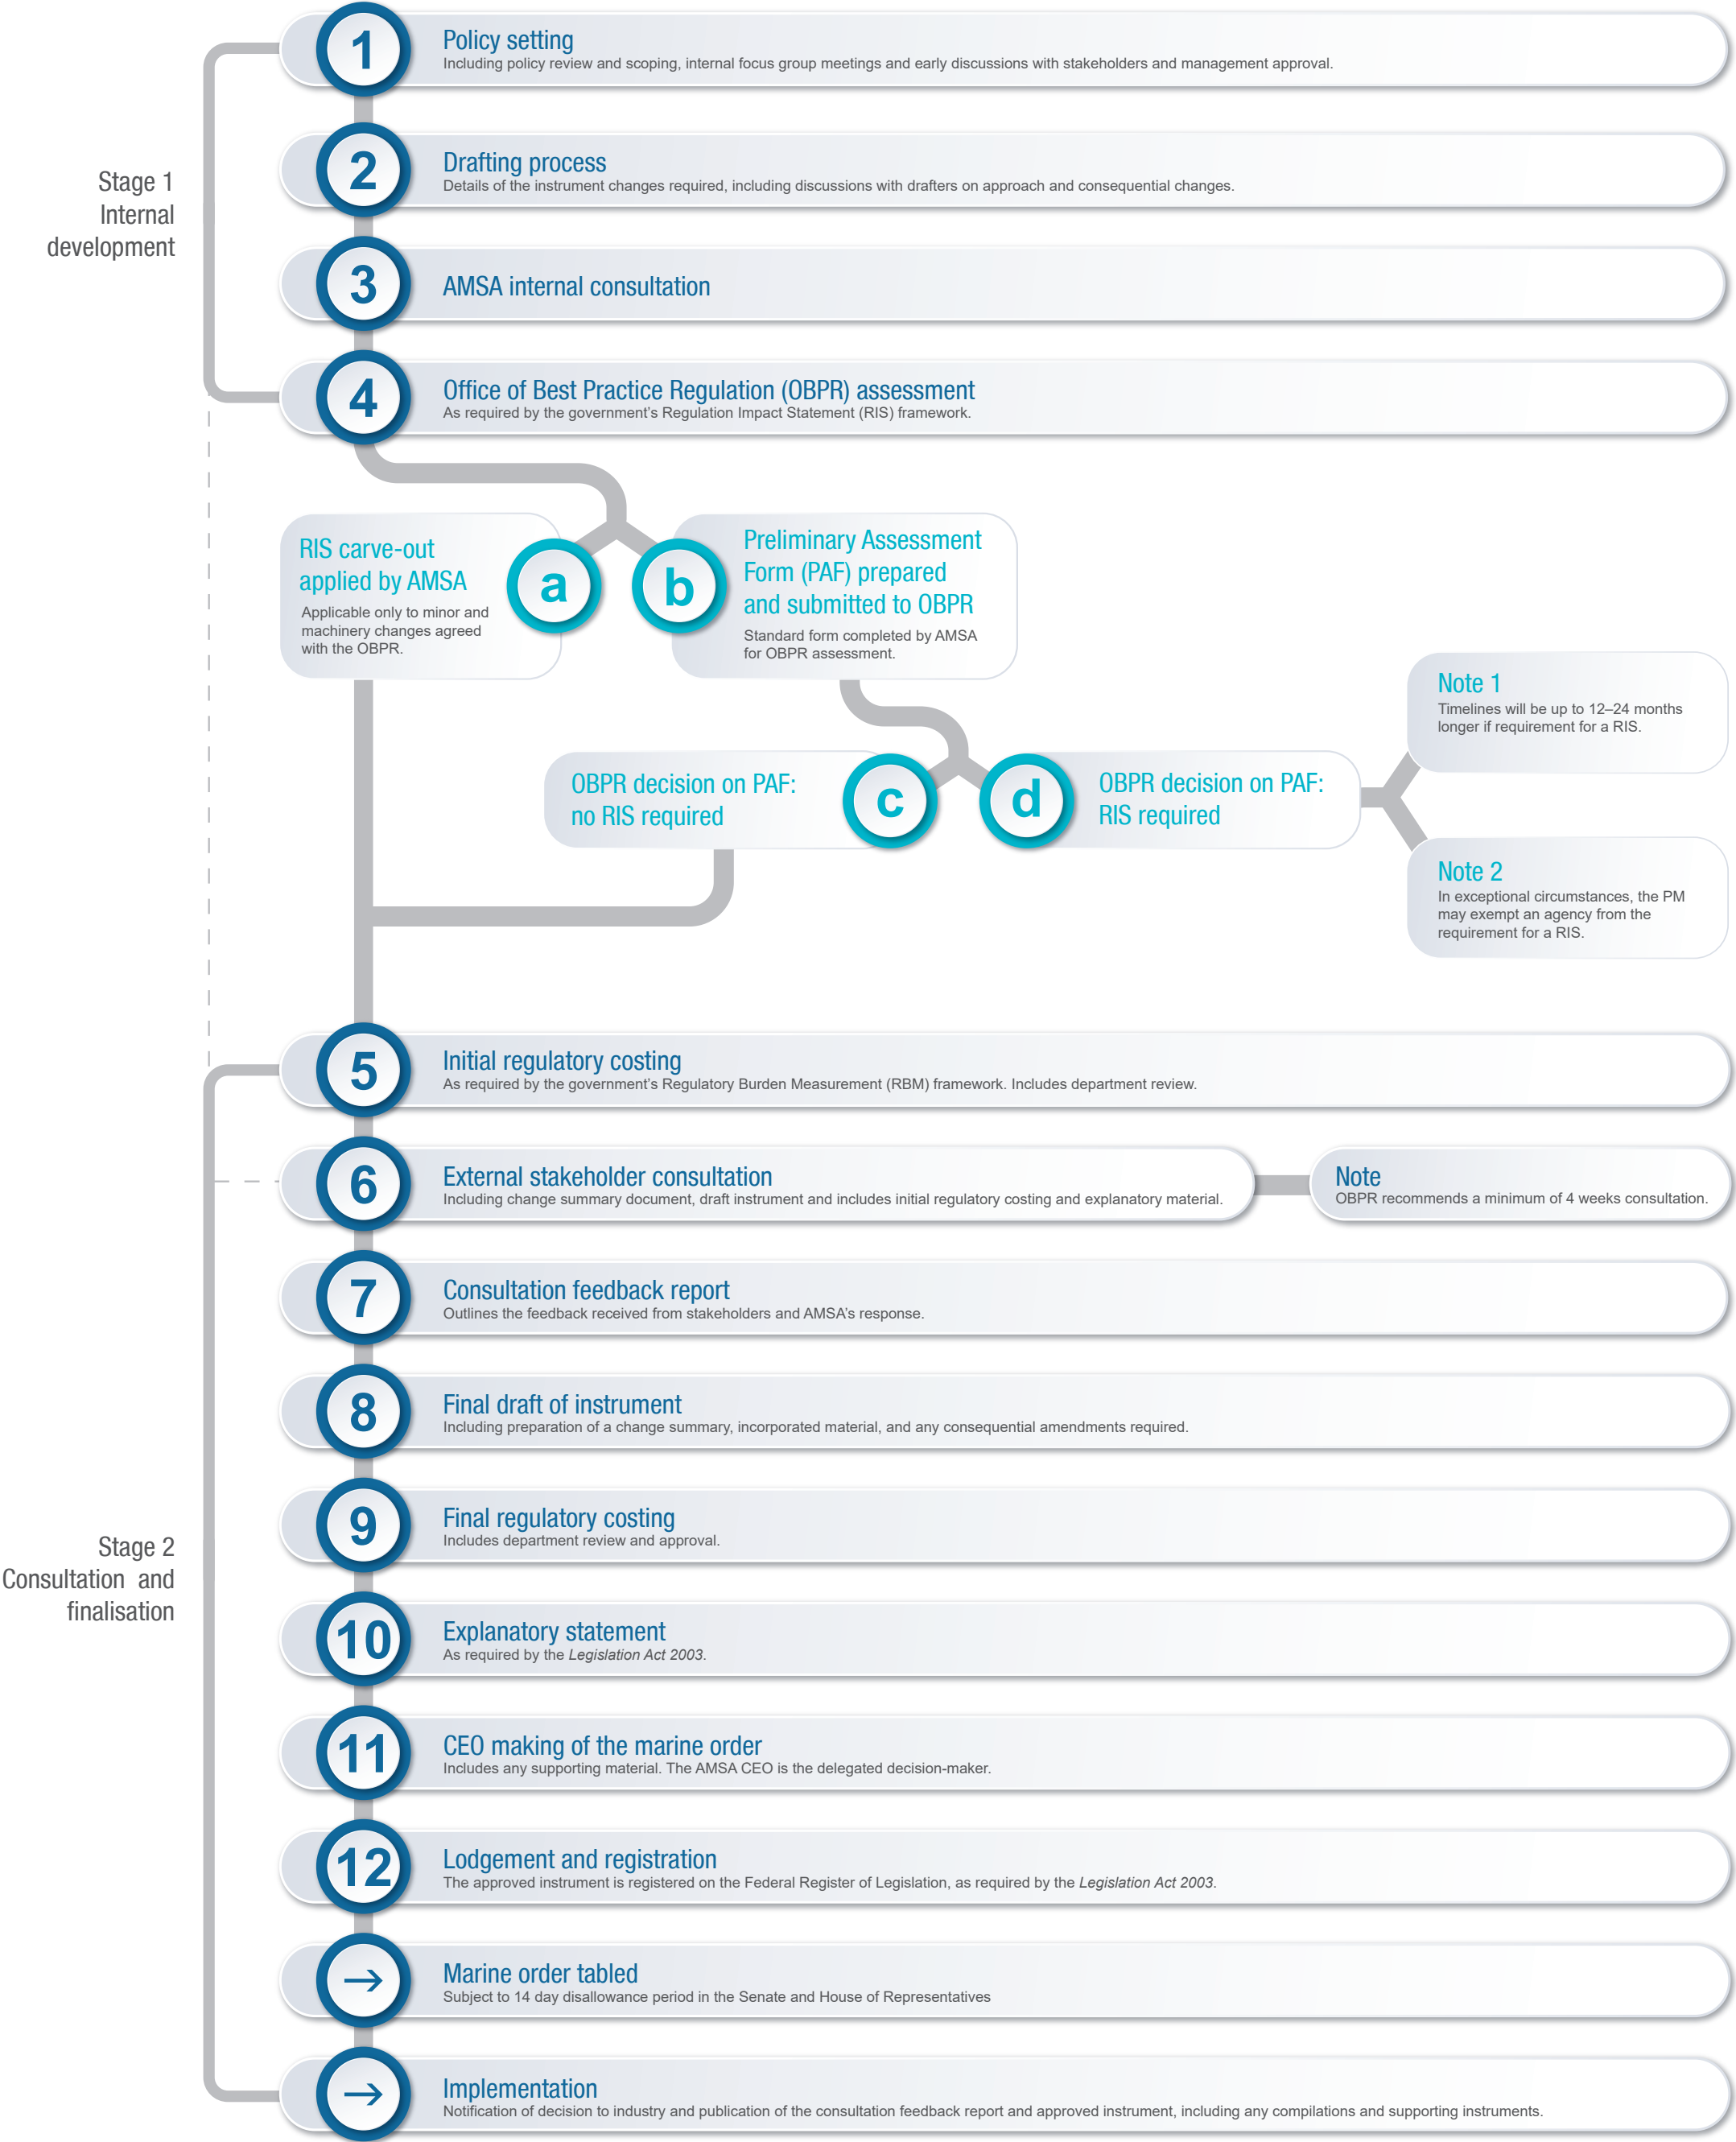 1
Policy setting
Including policy review and scoping, internal focus group meetings and early discussions with stakeholders and management approval.
Stage 1
Internal
development
2
Drafting process
Details of the instrument changes required, including discussions with drafters on approach and consequential changes.
3
AMSA internal consultation
4
Office of Best Practice Regulation (OBPR) assessment
As required by the government's Regulation Impact Statement (RIS) framework.
RIS carve-out
applied by AMSA
Applicable only to minor and
machinery changes agreed
with the OBPR.
a
b
Preliminary Assessment
Form (PAF) prepared
and submitted to OBPR
Standard form completed by AMSA
for OBPR assessment.
OBPR decision on PAF:
no RIS required
c
d
OBPR decision on PAF:
RIS required
Note 1
Timelines will be up to 12–24 months
longer if requirement for a RIS.
Note 2
In exceptional circumstances, the PM
may exempt an agency from the
requirement for a RIS.
5
Initial regulatory costing
As required by the government's Regulatory Burden Measurement (RBM) framework. Includes department review.
6
External stakeholder consultation
Including change summary document, draft instrument and includes initial regulatory costing and explanatory material.
Note
OBPR recommends a minimum of 4 weeks consultation.
7
Consultation feedback report
Outlines the feedback received from stakeholders and AMSA's response.
8
Final draft of instrument
Including preparation of a change summary, incorporated material, and any consequential amendments required.
Stage 2
Consultation and
finalisation
9
Final regulatory costing
Includes department review and approval.
10
Explanatory statement
As required by the Legislation Act 2003.
11
CEO making of the marine order
Includes any supporting material. The AMSA CEO is the delegated decision-maker.
12
Lodgement and registration
The approved instrument is registered on the Federal Register of Legislation, as required by the Legislation Act 2003.
→
Marine order tabled
Subject to 14 day disallowance period in the Senate and House of Representatives
→
Implementation
Notification of decision to industry and publication of the consultation feedback report and approved instrument, including any compilations and supporting instruments.